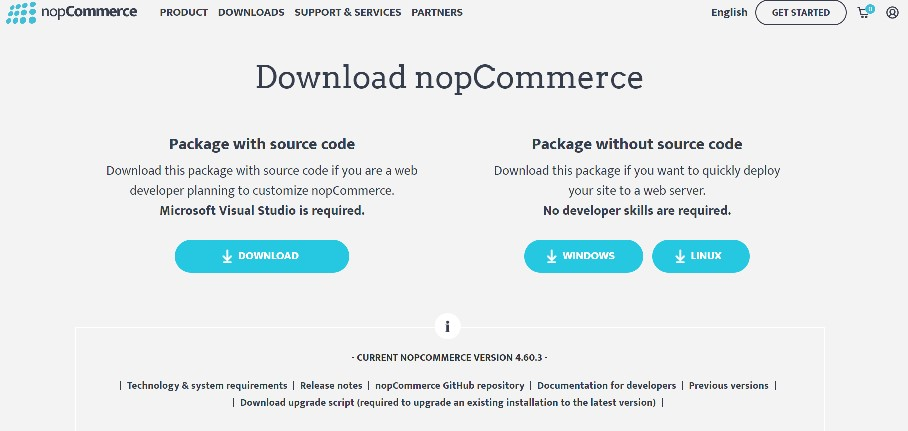 nopCommerce PRODUCT DOWNLOADS SUPPORT & SERVICES PARTNERS English GET STARTED 0
Download nopCommerce
Package with source code
Download this package with source code if you are a web
developer planning to customize nopCommerce.
Microsoft Visual Studio is required.
DOWNLOAD
Package without source code
Download this package if you want to quickly deploy
your site to a web server.
No developer skills are required.
WINDOWS LINUX
i
- CURRENT NOPCOMMERCE VERSION 4.60.3 -
| Technology & system requirements | Release notes | nopCommerce GitHub repository | Documentation for developers | Previous versions |
| Download upgrade script (required to upgrade an existing installation to the latest version) |